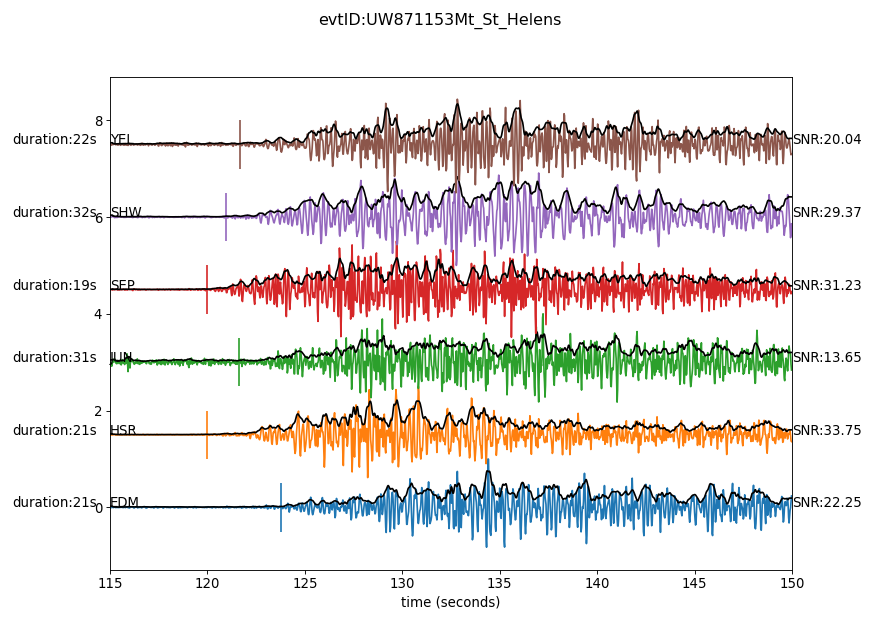 evtID:UW871153Mt_St_Helens
8
duration:22s YEL SNR:20.04
duration:32s SHW SNR:29.37
6
duration:19s SEP SNR:31.23
4
duration:31s JUN SNR:13.65
2
duration:21s HSR SNR:33.75
duration:21s EDM SNR:22.25
0
115 120 125 130 135 140 145 150
time (seconds)